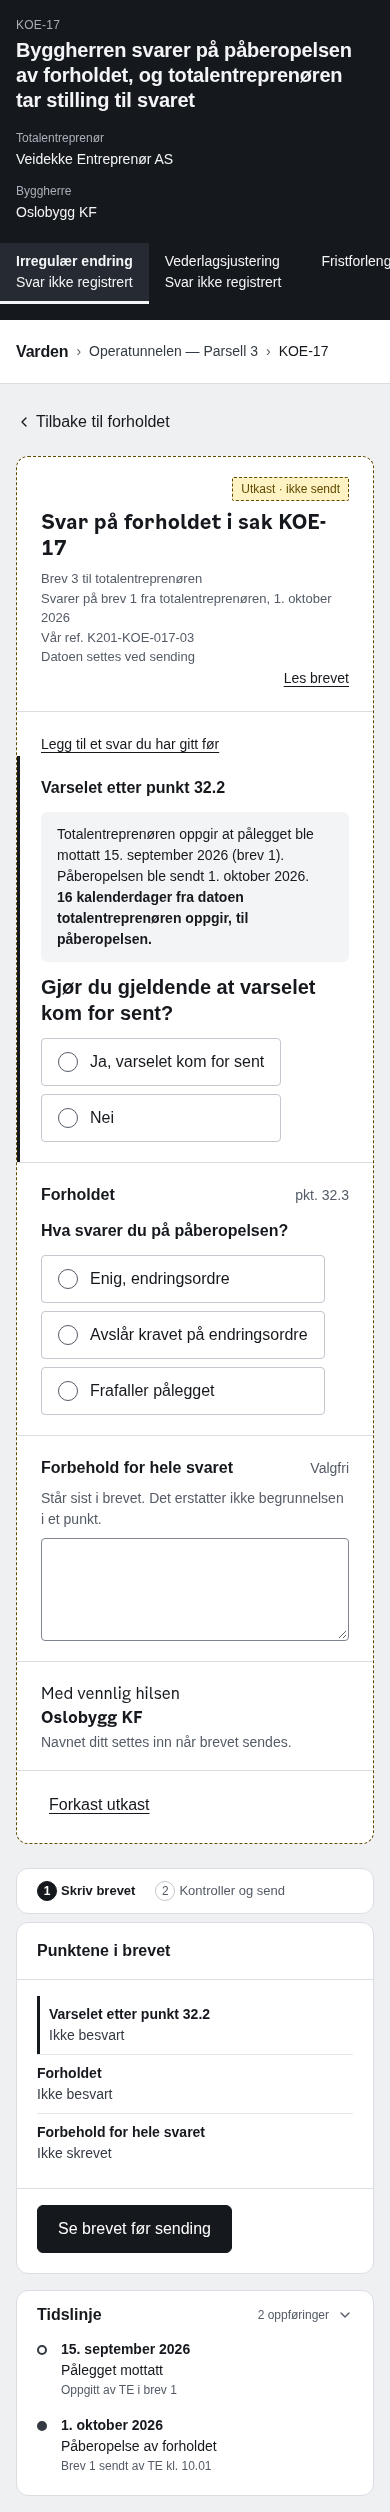 KOE-17
Byggherren svarer på påberopelsen
av forholdet, og totalentreprenøren
tar stilling til svaret
Totalentreprenør
Veidekke Entreprenør AS
Byggherre
Oslobygg KF
Irregulær endring
Svar ikke registrert
Vederlagsjustering
Svar ikke registrert
Fristforleng
Varden › Operatunnelen — Parsell 3 › KOE-17
Tilbake til forholdet
Utkast · ikke sendt
Svar på forholdet i sak KOE-
17
Brev 3 til totalentreprenøren
Svarer på brev 1 fra totalentreprenøren, 1. oktober
2026
Vår ref. K201-KOE-017-03
Datoen settes ved sending
Les brevet
Legg til et svar du har gitt før
Varselet etter punkt 32.2
Totalentreprenøren oppgir at pålegget ble
mottatt 15. september 2026 (brev 1).
Påberopelsen ble sendt 1. oktober 2026.
16 kalenderdager fra datoen
totalentreprenøren oppgir, til
påberopelsen.
Gjør du gjeldende at varselet
kom for sent?
Ja, varselet kom for sent
Nei
Forholdet pkt. 32.3
Hva svarer du på påberopelsen?
Enig, endringsordre
Avslår kravet på endringsordre
Frafaller pålegget
Forbehold for hele svaret Valgfri
Står sist i brevet. Det erstatter ikke begrunnelsen
i et punkt.
Med vennlig hilsen
Oslobygg KF
Navnet ditt settes inn når brevet sendes.
Forkast utkast
1 Skriv brevet 2 Kontroller og send
Punktene i brevet
Varselet etter punkt 32.2
Ikke besvart
Forholdet
Ikke besvart
Forbehold for hele svaret
Ikke skrevet
Se brevet før sending
Tidslinje 2 oppføringer
15. september 2026
Pålegget mottatt
Oppgitt av TE i brev 1
1. oktober 2026
Påberopelse av forholdet
Brev 1 sendt av TE kl. 10.01